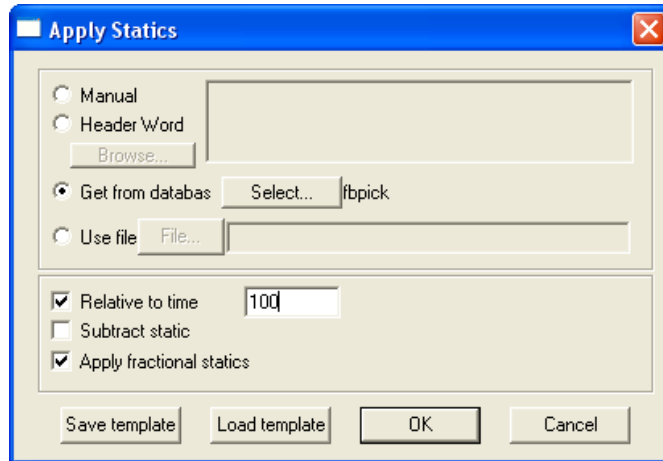 Apply Statics
Manual
Header Word
Browse...
Get from databas Select... fbpick
Use file File...
Relative to time 100
Subtract static
Apply fractional statics
Save template Load template OK Cancel